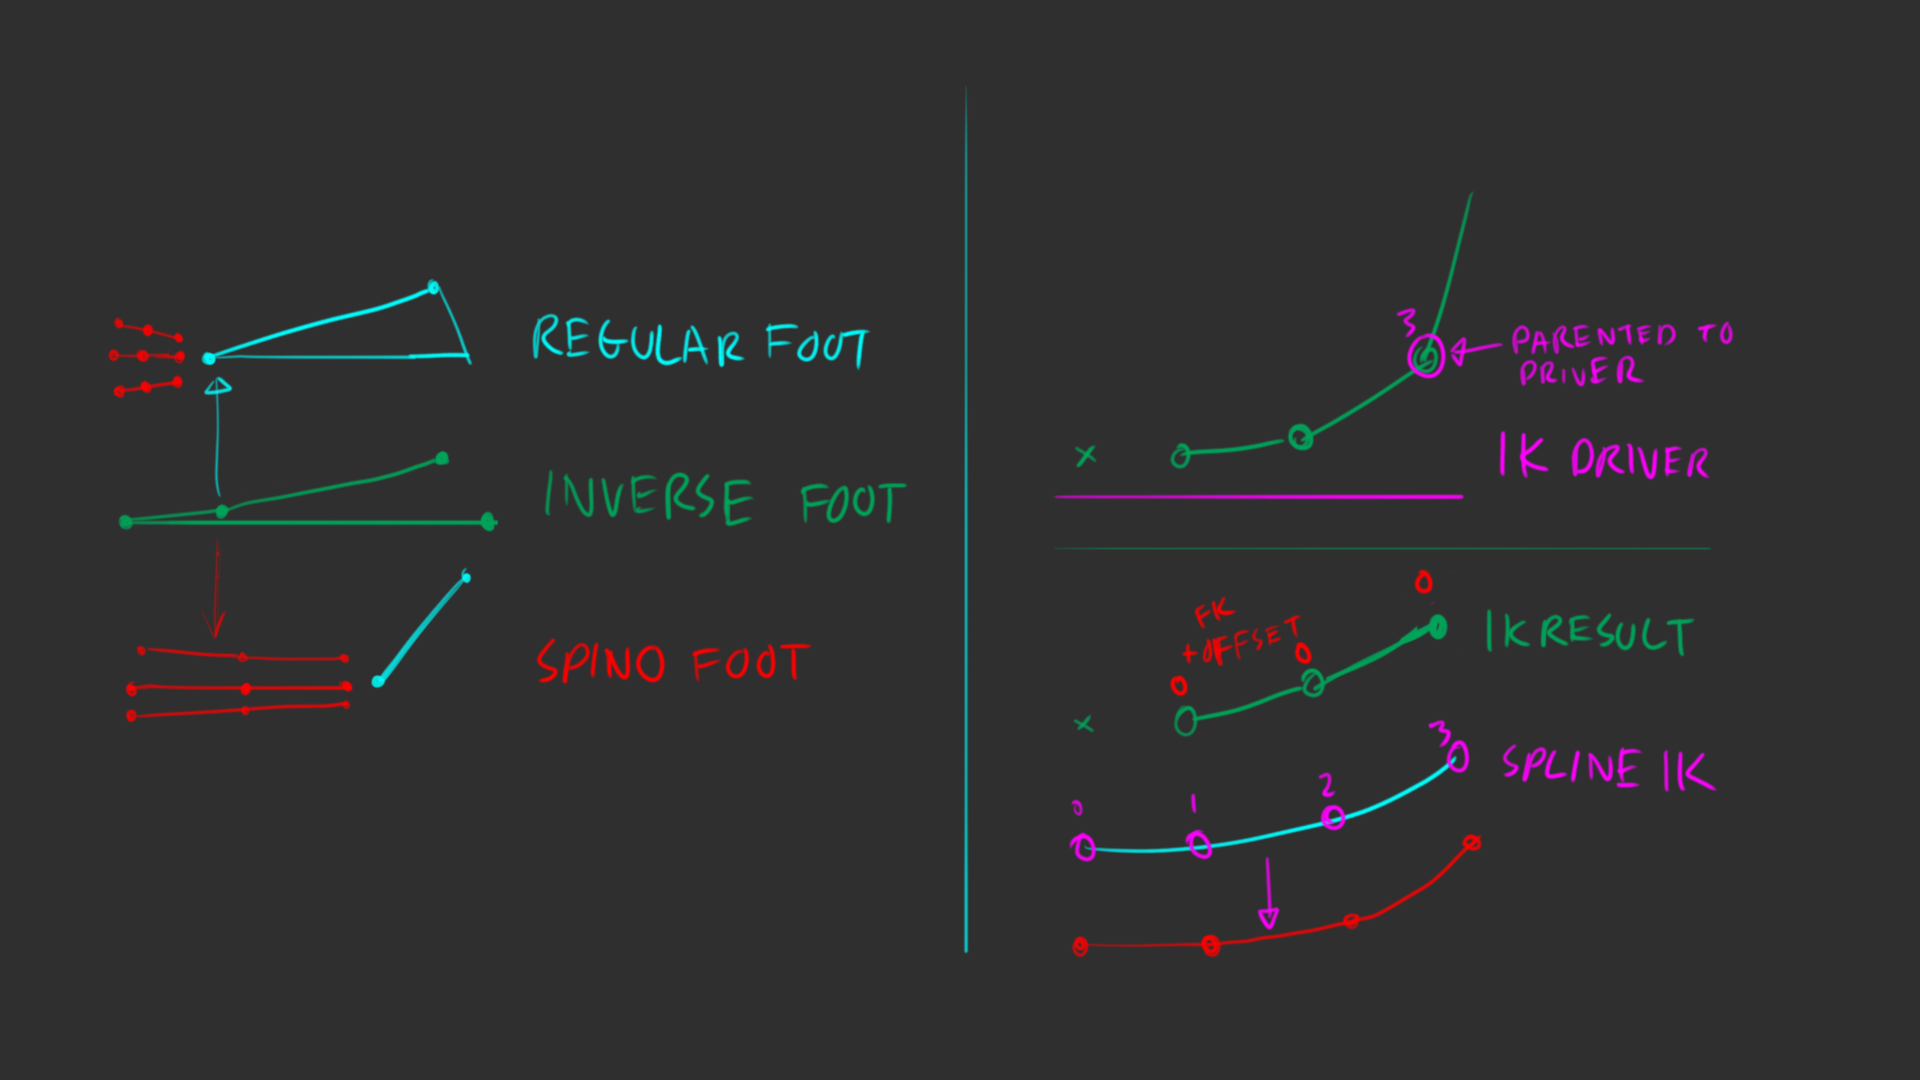 REGULAR FOOT
INVERSE FOOT
SPINO FOOT
3
PARENTED TO
DRIVER
X
IK DRIVER
0
FK
+OFFSET
0
0
IK RESULT
X
3
SPLINE IK
2
1
0